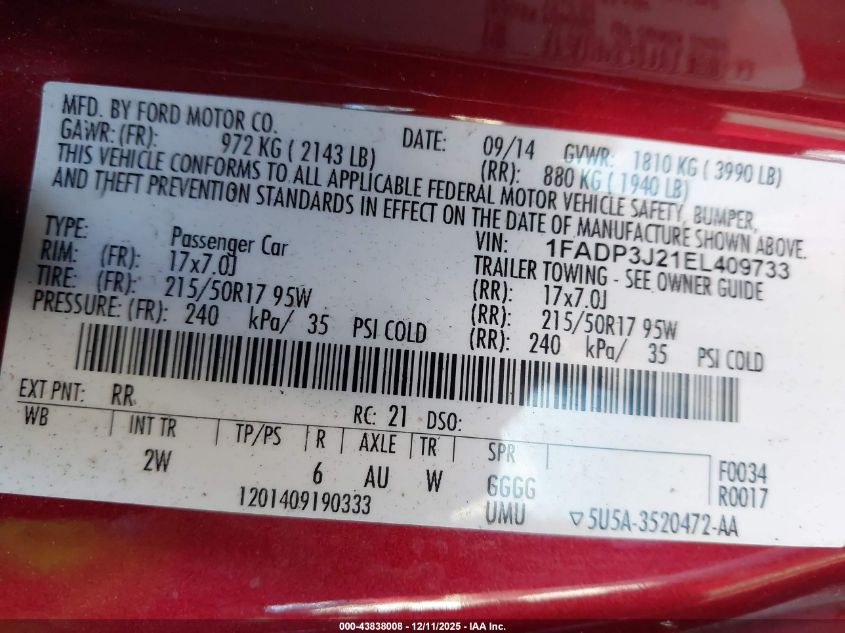 MFD. BY FORD MOTOR CO.
DATE: 09/14 GVWR: 1810 KG ( 3990 LB)
GAWR: (FR): 972 KG ( 2143 LB) (RR): 880 KG ( 1940 LB)
THIS VEHICLE CONFORMS TO ALL APPLICABLE FEDERAL MOTOR VEHICLE SAFETY, BUMPER,
AND THEFT PREVENTION STANDARDS IN EFFECT ON THE DATE OF MANUFACTURE SHOWN ABOVE.
VIN: 1FADP3J21EL409733
TYPE: Passenger Car TRAILER TOWING - SEE OWNER GUIDE
RIM: (FR): 17x7.0J (RR): 17x7.0J
TIRE: (FR): 215/50R17 95W (RR): 215/50R17 95W
PRESSURE: (FR): 240 kPa/ 35 PSI COLD (RR): 240 kPa/ 35 PSI COLD
EXT PNT: RR RC: 21 DSO:
WB INT TR TP/PS R AXLE TR SPR F0034
2W 6 AU W GGGG R0017
1201409190333 UMU ▽5U5A-3520472-AA
000-43838008 - 12/11/2025 - IAA Inc.